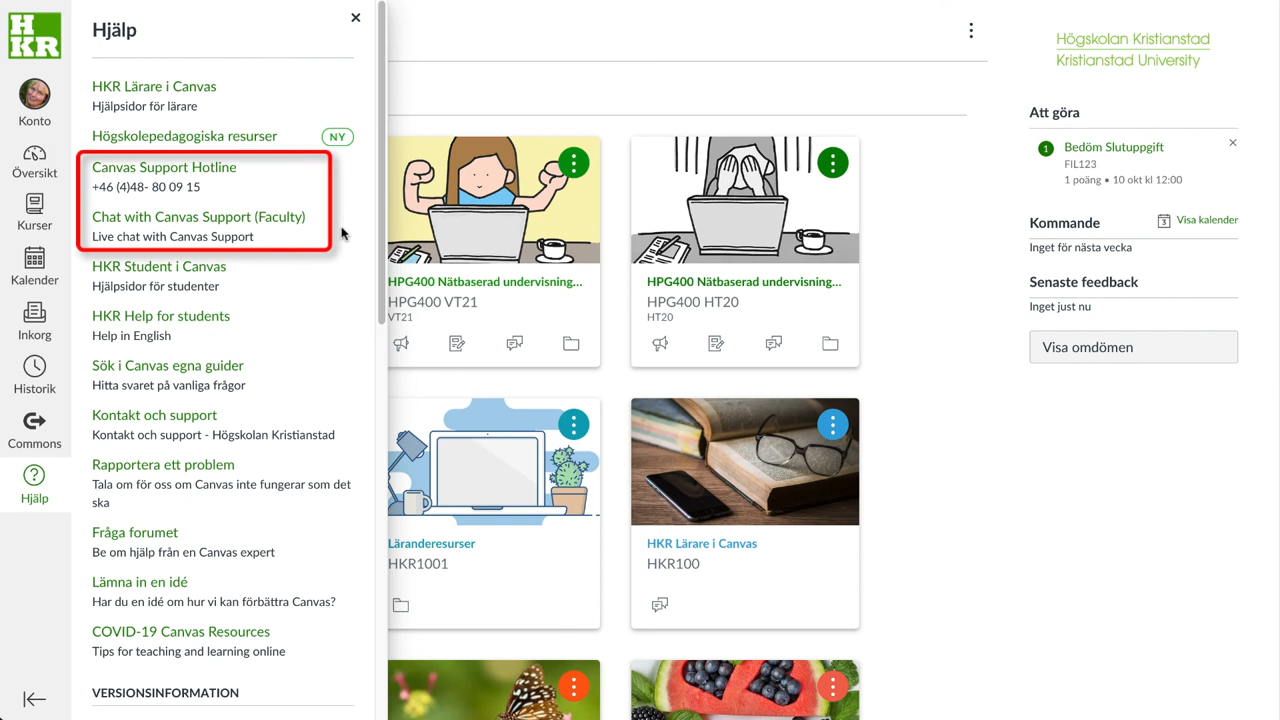 HKR
Konto
Översikt
Kurser
Kalender
Inkorg
Historik
Commons
Hjälp
Hjälp
HKR Lärare i Canvas
Hjälpsidor för lärare
Högskolepedagogiska resurser NY
Canvas Support Hotline
+46 (4)48- 80 09 15
Chat with Canvas Support (Faculty)
Live chat with Canvas Support
HKR Student i Canvas
Hjälpsidor för studenter
HKR Help for students
Help in English
Sök i Canvas egna guider
Hitta svaret på vanliga frågor
Kontakt och support
Kontakt och support - Högskolan Kristianstad
Rapportera ett problem
Tala om för oss om Canvas inte fungerar som det
ska
Fråga forumet
Be om hjälp från en Canvas expert
Lämna in en idé
Har du en idé om hur vi kan förbättra Canvas?
COVID-19 Canvas Resources
Tips for teaching and learning online
VERSIONSINFORMATION
HPG400 Nätbaserad undervisning...
HPG400 VT21
VT21
HPG400 Nätbaserad undervisning...
HPG400 HT20
HT20
Läranderesurser
HKR1001
HKR Lärare i Canvas
HKR100
Högskolan Kristianstad
Kristianstad University
Att göra
1 Bedöm Slutuppgift
FIL123
1 poäng • 10 okt kl 12:00
Kommande 3 Visa kalender
Inget för nästa vecka
Senaste feedback
Inget just nu
Visa omdömen